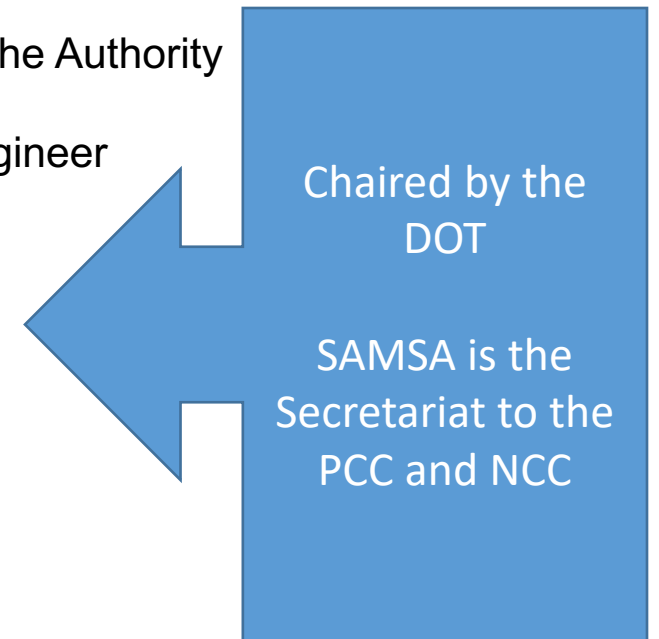 he Authority
gineer
Chaired by the
DOT
SAMSA is the
Secretariat to the
PCC and NCC